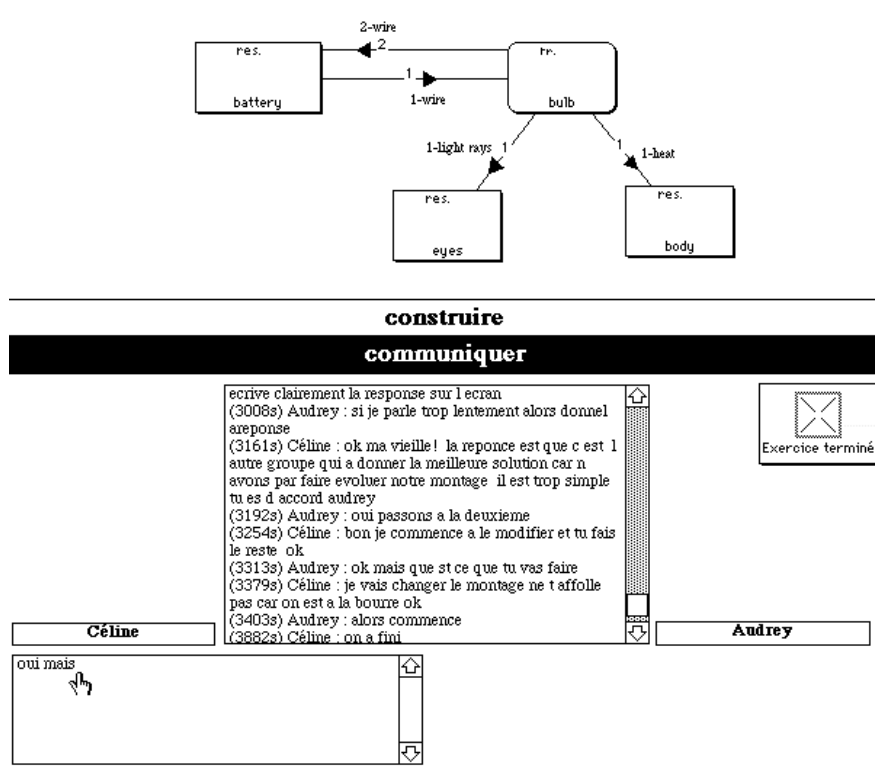 2-wire
res.
2
rr.
1
battery
1-wire
bulb
1-light rays
1
1
1-heat
res.
res.
eyes
body
construire
communiquer
ecrive clairement la response sur l ecran
(3008s) Audrey : si je parle trop lentement alors donnel
areponse
(3161s) Céline : ok ma vieille! la reponce est que c est l
autre groupe qui a donner la meilleure solution car n
avons par faire evoluer notre montage il est trop simple
tu es d accord audrey
(3192s) Audrey : oui passons a la deuxieme
(3254s) Céline : bon je commence a le modifier et tu fais
le reste ok
(3313s) Audrey : ok mais que st ce que tu vas faire
(3379s) Céline : je vais changer le montage ne t affolle
pas car on est a la bourre ok
(3403s) Audrey : alors commence
(3882s) Céline : on a fini
Exercice terminé
Céline
Audrey
oui mais